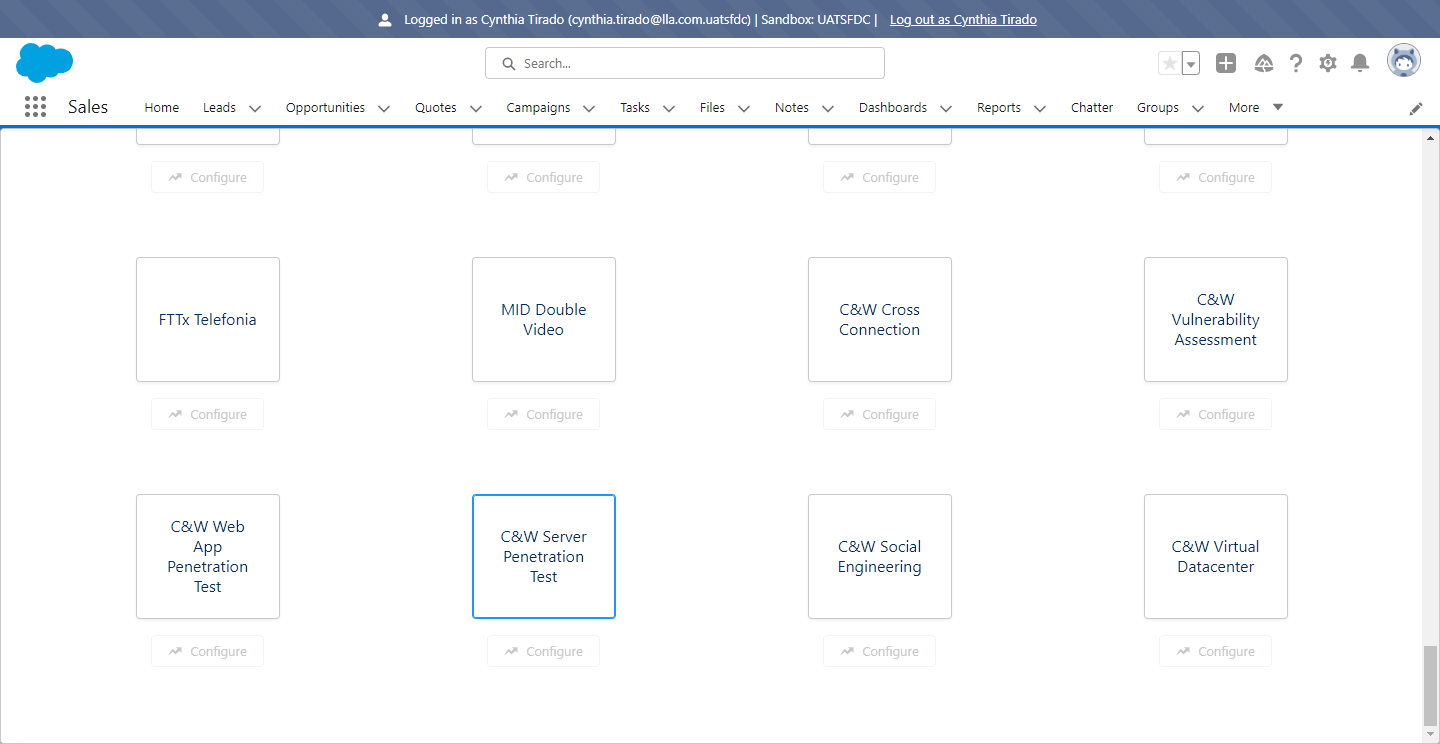 Logged in as Cynthia Tirado (cynthia.tirado@lla.com.uatsfdc) | Sandbox: UATSFDC | Log out as Cynthia Tirado
Search...
Sales Home Leads Opportunities Quotes Campaigns Tasks Files Notes Dashboards Reports Chatter Groups More
Configure Configure Configure Configure
FTTx Telefonia
MID Double
Video
C&W Cross
Connection
C&W
Vulnerability
Assessment
Configure Configure Configure Configure
C&W Web
App
Penetration
Test
C&W Server
Penetration
Test
C&W Social
Engineering
C&W Virtual
Datacenter
Configure Configure Configure Configure